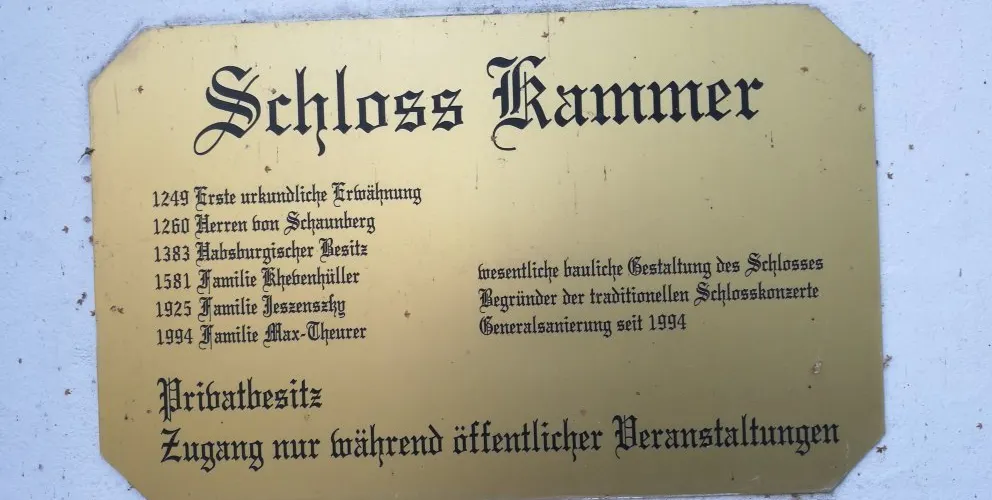 Schloss Kammer
1249 Erste urkundliche Erwähnung
1260 Herren von Schaunberg
1383 Habsburgischer Besitz
1581 Familie Khevenhüller wesentliche bauliche Gestaltung des Schlosses
1925 Familie Jeszenszky Begründer der traditionellen Schlosskonzerte
1994 Familie Max-Theurer Generalsanierung seit 1994
Privatbesitz
Zugang nur während öffentlicher Veranstaltungen